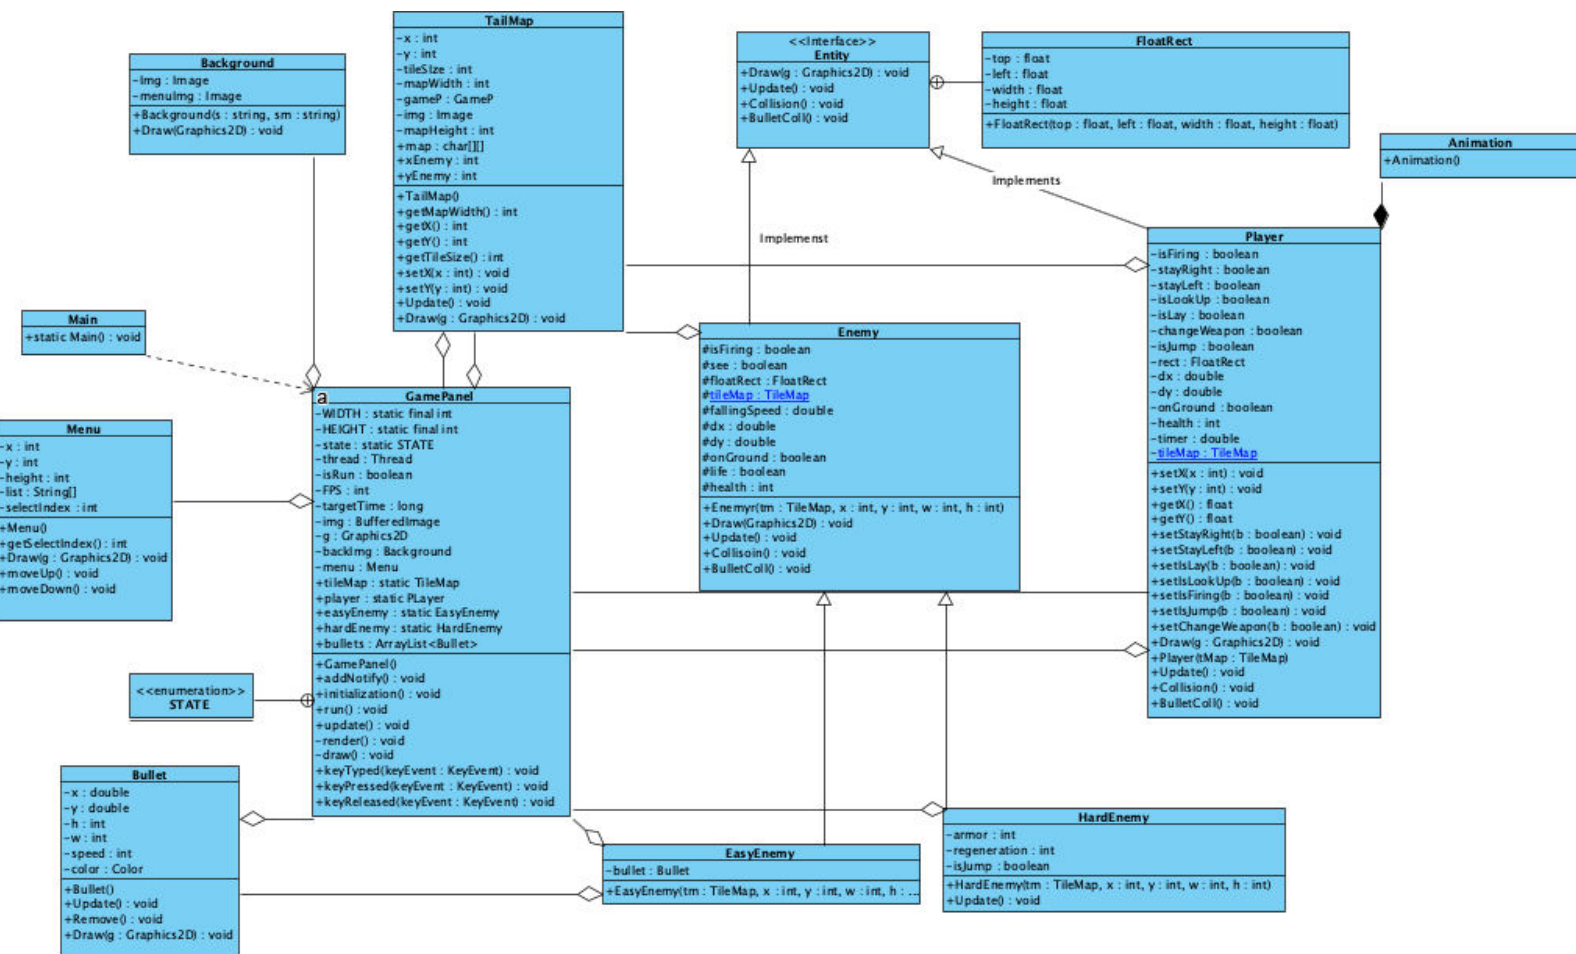 TailMap
-x : int
-y : int
-tileSIze : int
-mapWidth : int
-gameP : GameP
-img : Image
-mapHeight : int
+map : char[][]
+xEnemy : int
+yEnemy : int
+TailMap()
+getMapWidth() : int
+getX() : int
+getY() : int
+getTileSize() : int
+setX(x : int) : void
+setY(y : int) : void
+Update() : void
+Draw(g : Graphics2D) : void
Background
-Img : Image
-menuImg : Image
+Background(s : string, sm : string)
+Draw(Graphics2D) : void
<<Interface>>
Entity
+Draw(g : Graphics2D) : void
+Update() : void
+Collision() : void
+BulletColl() : void
FloatRect
-top : float
-left : float
-width : float
-height : float
+FloatRect(top : float, left : float, width : float, height : float)
Animation
+Animation()
Implements
Implemenst
Player
-isFiring : boolean
-stayRight : boolean
-stayLeft : boolean
-isLookUp : boolean
-isLay : boolean
-changeWeapon : boolean
-isJump : boolean
-rect : FloatRect
-dx : double
-dy : double
-onGround : boolean
-health : int
-timer : double
-tileMap : TileMap
+setX(x : int) : void
+setY(y : int) : void
+getX() : float
+getY() : float
+setStayRight(b : boolean) : void
+setStayLeft(b : boolean) : void
+setIsLay(b : boolean) : void
+setIsLookUp(b : boolean) : void
+setIsFiring(b : boolean) : void
+setIsJump(b : boolean) : void
+setChangeWeapon(b : boolean) : void
+Draw(g : Graphics2D) : void
+Player(tMap : TileMap)
+Update() : void
+Collision() : void
+BulletColl() : void
Main
+static Main() : void
Enemy
#isFiring : boolean
#see : boolean
#floatRect : FloatRect
#tileMap : TileMap
#fallingSpeed : double
#dx : double
#dy : double
#onGround : boolean
#life : boolean
#health : int
+Enemyr(tm : TileMap, x : int, y : int, w : int, h : int)
+Draw(Graphics2D) : void
+Update() : void
+Collisoin() : void
+BulletColl() : void
a
GamePanel
-WIDTH : static final int
-HEIGHT : static final int
-state : static STATE
-thread : Thread
-isRun : boolean
-FPS : int
-targetTime : long
-img : BufferedImage
-g : Graphics2D
-backImg : Background
-menu : Menu
+tileMap : static TileMap
+player : static PLayer
+easyEnemy : static EasyEnemy
+hardEnemy : static HardEnemy
+bullets : ArrayList<Bullet>
+GamePanel()
+addNotify() : void
+initialization() : void
+run() : void
+update() : void
-render() : void
-draw() : void
+keyTyped(keyEvent : KeyEvent) : void
+keyPressed(keyEvent : KeyEvent) : void
+keyReleased(keyEvent : KeyEvent) : void
Menu
-x : int
-y : int
-height : int
-list : String[]
-selectIndex : int
+Menu()
+getSelectIndex() : int
+Draw(g : Graphics2D) : void
+moveUp() : void
+moveDown() : void
<<enumeration>>
STATE
Bullet
-x : double
-y : double
-h : int
-w : int
-speed : int
-color : Color
+Bullet()
+Update() : void
+Remove() : void
+Draw(g : Graphics2D) : void
EasyEnemy
-bullet : Bullet
+EasyEnemy(tm : TileMap, x : int, y : int, w : int, h : ...
HardEnemy
-armor : int
-regeneration : int
-isJump : boolean
+HardEnemy(tm : TileMap, x : int, y : int, w : int, h : int)
+Update() : void